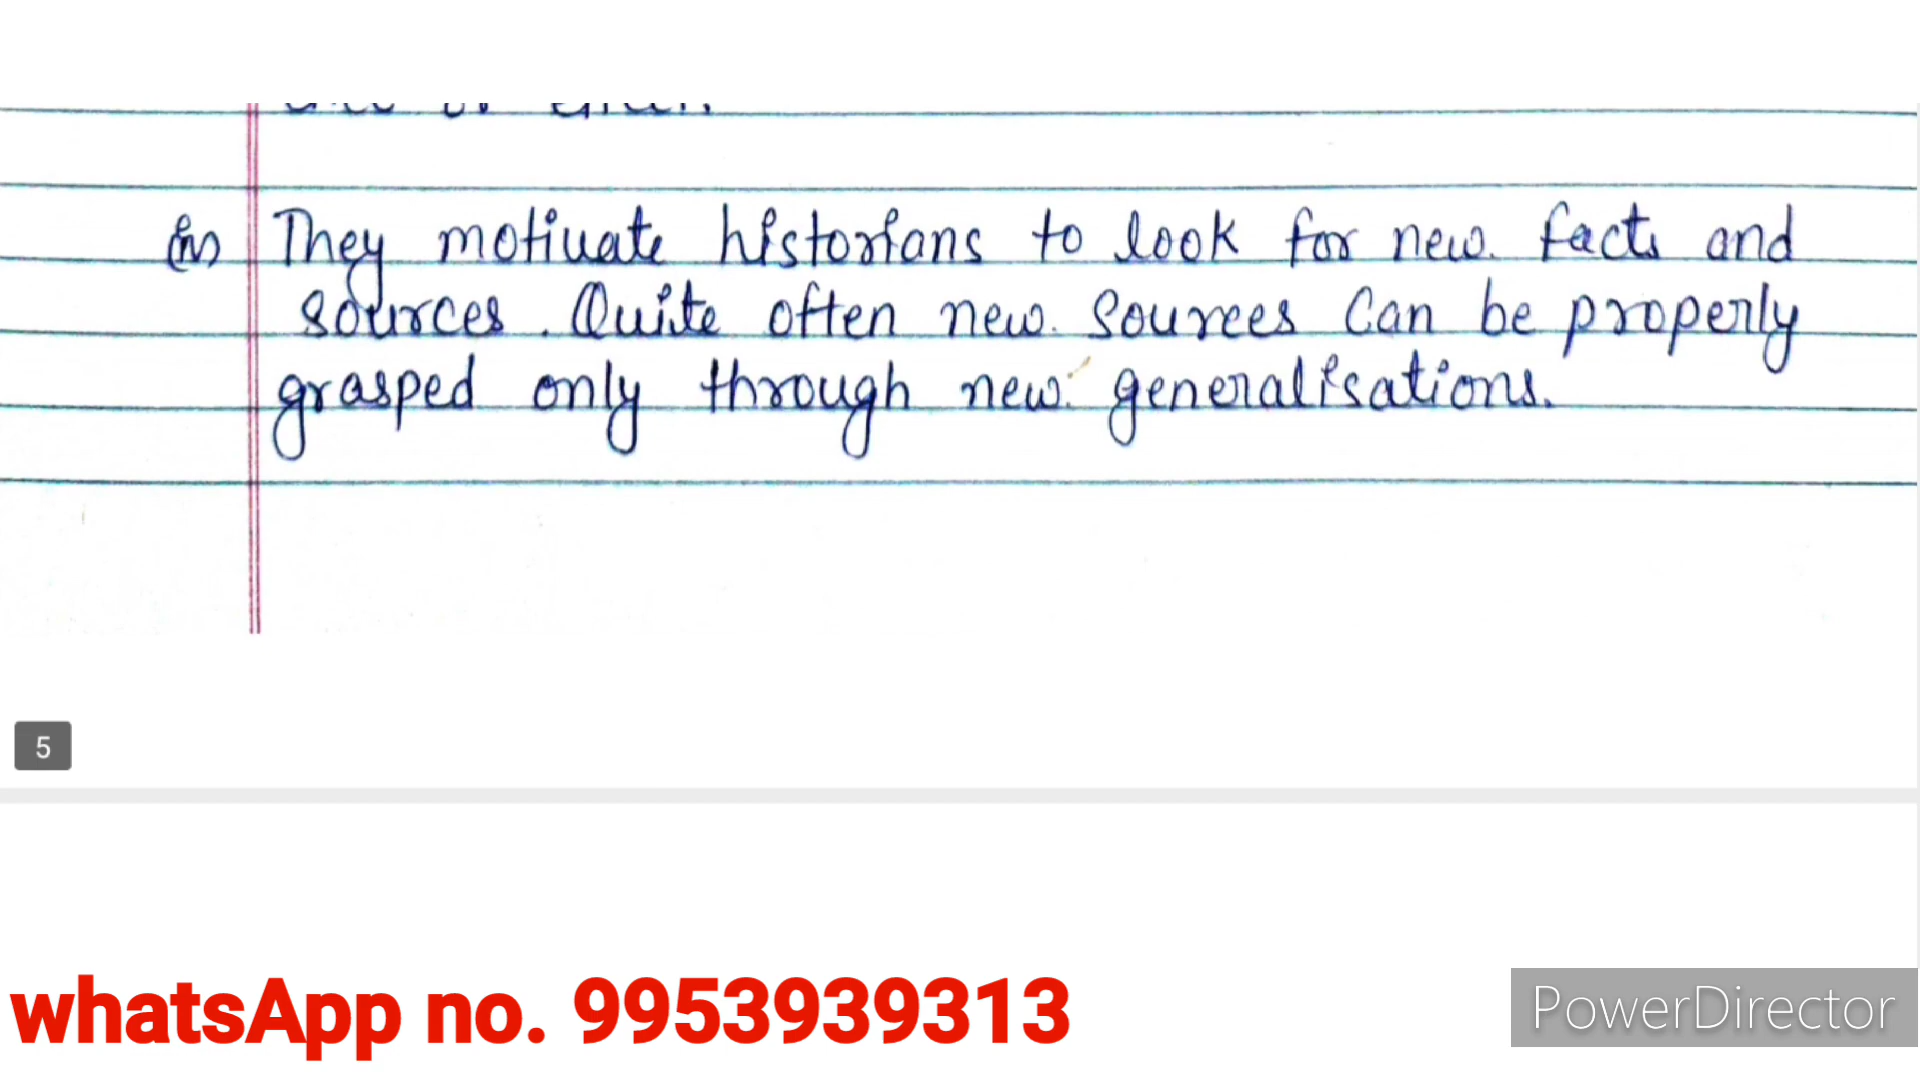 They motivate historians to look for new facts and
sources. Quite often new sources can be properly
grasped only through new generalisations.
5
whatsApp no. 9953939313
PowerDirector